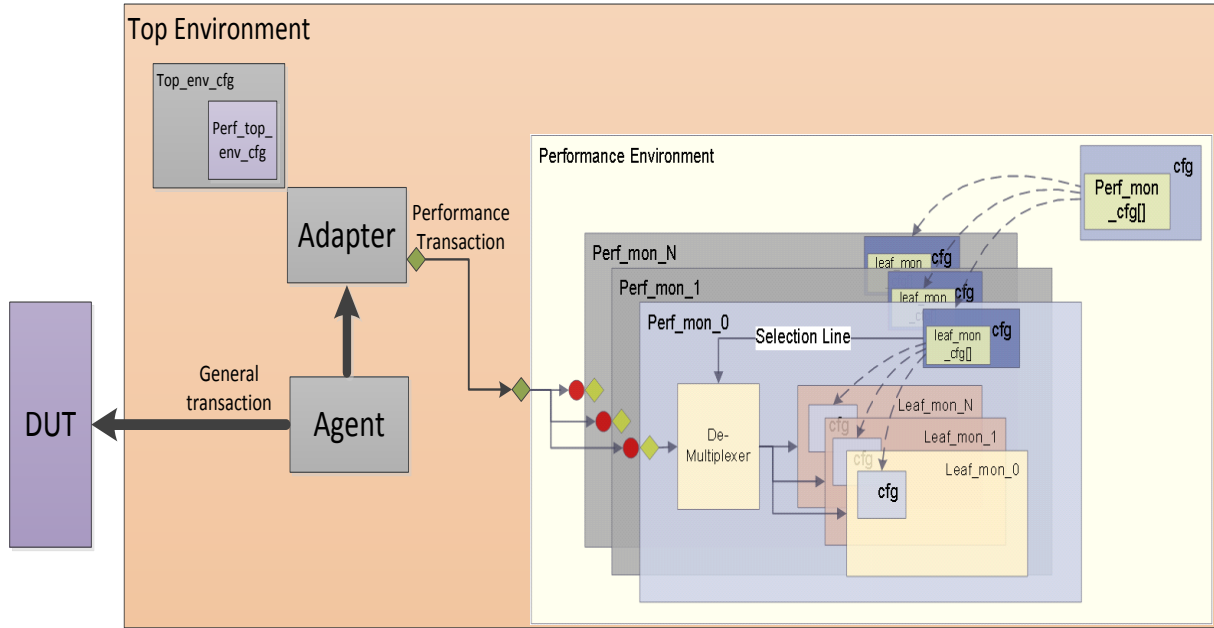 Top Environment
Top_env_cfg
Perf_top_
env_cfg
Adapter
Performance
Transaction
Agent
General
transaction
DUT
Performance Environment
cfg
Perf_mon
_cfg[]
Perf_mon_N
cfg
leaf_mon
Perf_mon_1
cfg
leaf_mon
Perf_mon_0
cfg
leaf_mon
_cfg[]
Selection Line
De-
Multiplexer
Leaf_mon_N
cfg
Leaf_mon_1
cfg
Leaf_mon_0
cfg